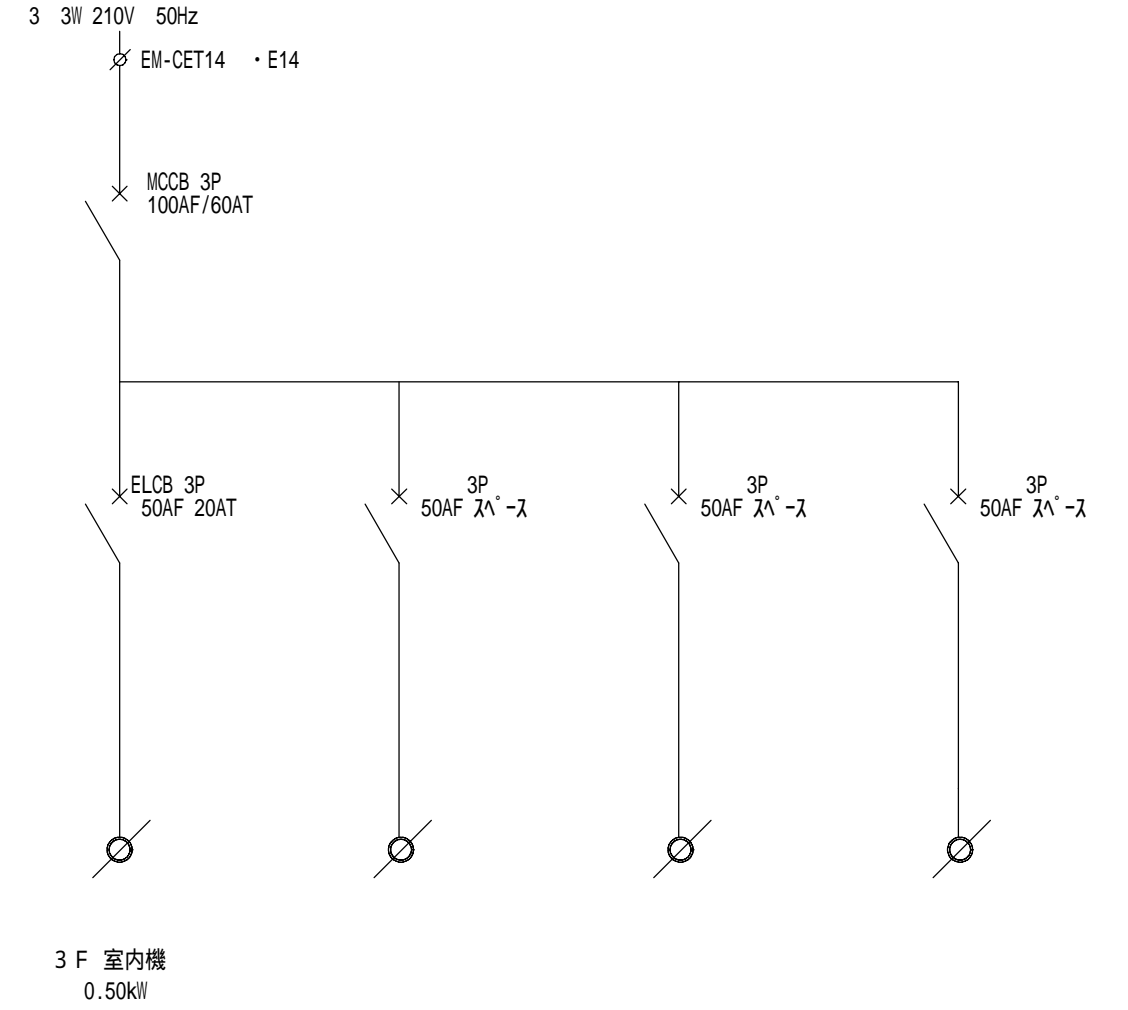 3 3W 210V 50Hz
EM-CET14 ・E14
MCCB 3P
100AF/60AT
ELCB 3P
50AF 20AT
3P
50AF ｽﾍﾟｰｽ
3P
50AF ｽﾍﾟｰｽ
3P
50AF ｽﾍﾟｰｽ
3F 室内機
0.50kW